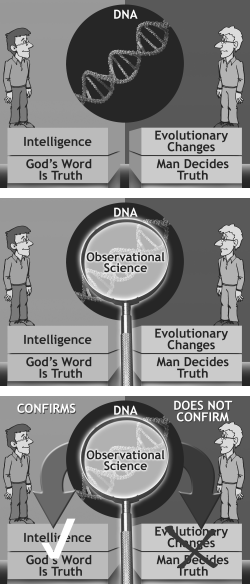 DNA
Intelligence
God's Word
Is Truth
Evolutionary
Changes
Man Decides
Truth
DNA
Observational
Science
Intelligence
God's Word
Is Truth
Evolutionary
Changes
Man Decides
Truth
CONFIRMS
DNA
DOES NOT
CONFIRM
Observational
Science
Intelligence
God's Word
Is Truth
Evolutionary
Changes
Man Decides
Truth